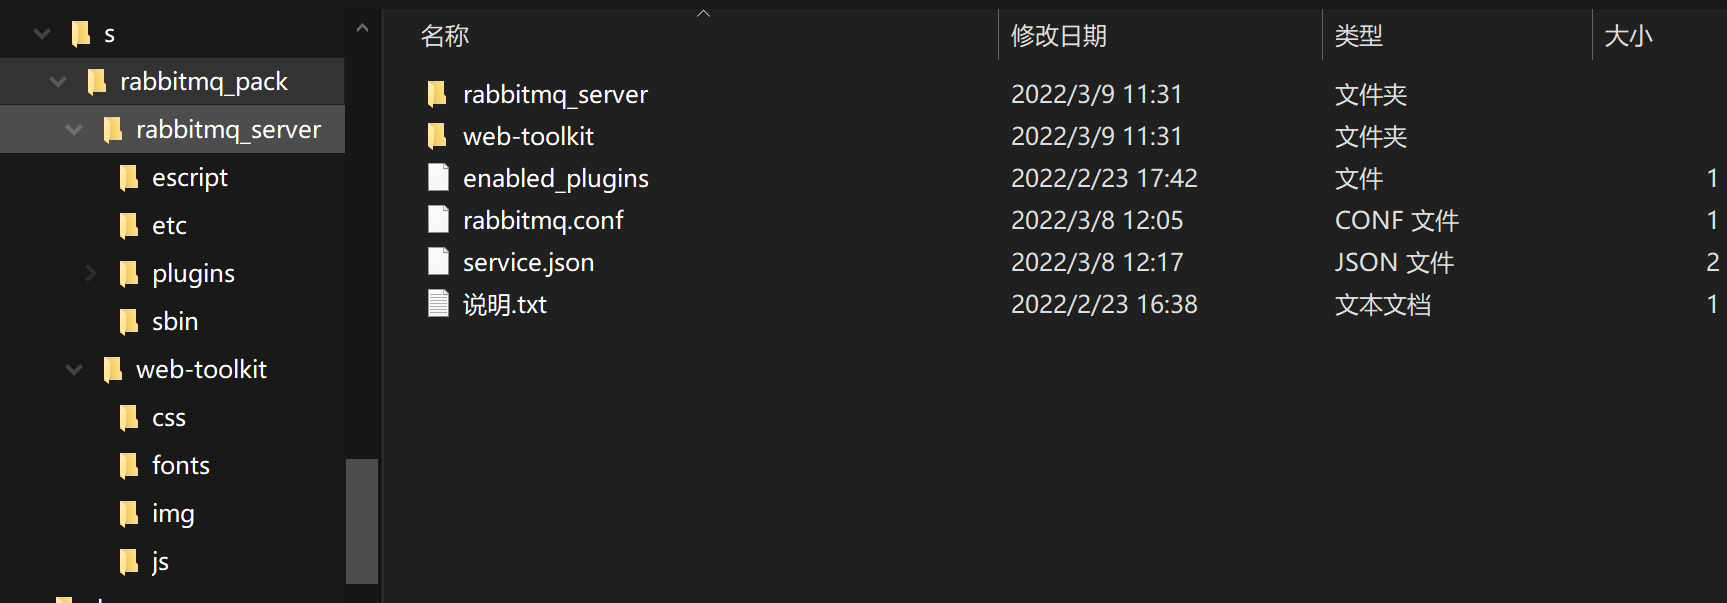 s
rabbitmq_pack
rabbitmq_server
escript
etc
plugins
sbin
web-toolkit
css
fonts
img
js
名称 修改日期 类型 大小
rabbitmq_server 2022/3/9 11:31 文件夹
web-toolkit 2022/3/9 11:31 文件夹
enabled_plugins 2022/2/23 17:42 文件 1
rabbitmq.conf 2022/3/8 12:05 CONF 文件 1
service.json 2022/3/8 12:17 JSON 文件 2
说明.txt 2022/2/23 16:38 文本文档 1